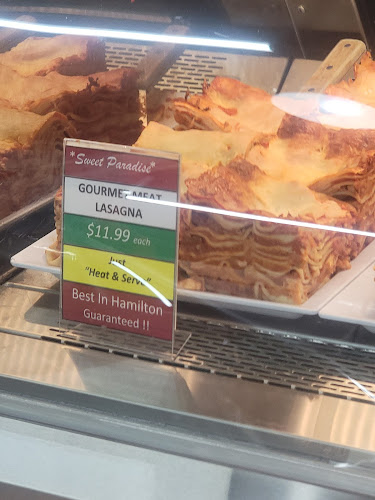 *Sweet Paradise*
GOURMET MEAT
LASAGNA
$11.99 each
Just
"Heat & Serve"
Best In Hamilton
Guaranteed !!